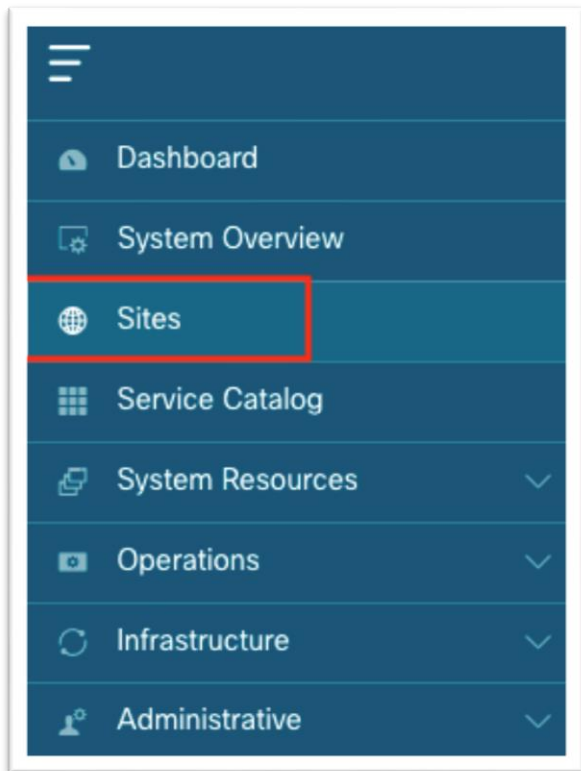 Dashboard
System Overview
Sites
Service Catalog
System Resources
Operations
Infrastructure
Administrative